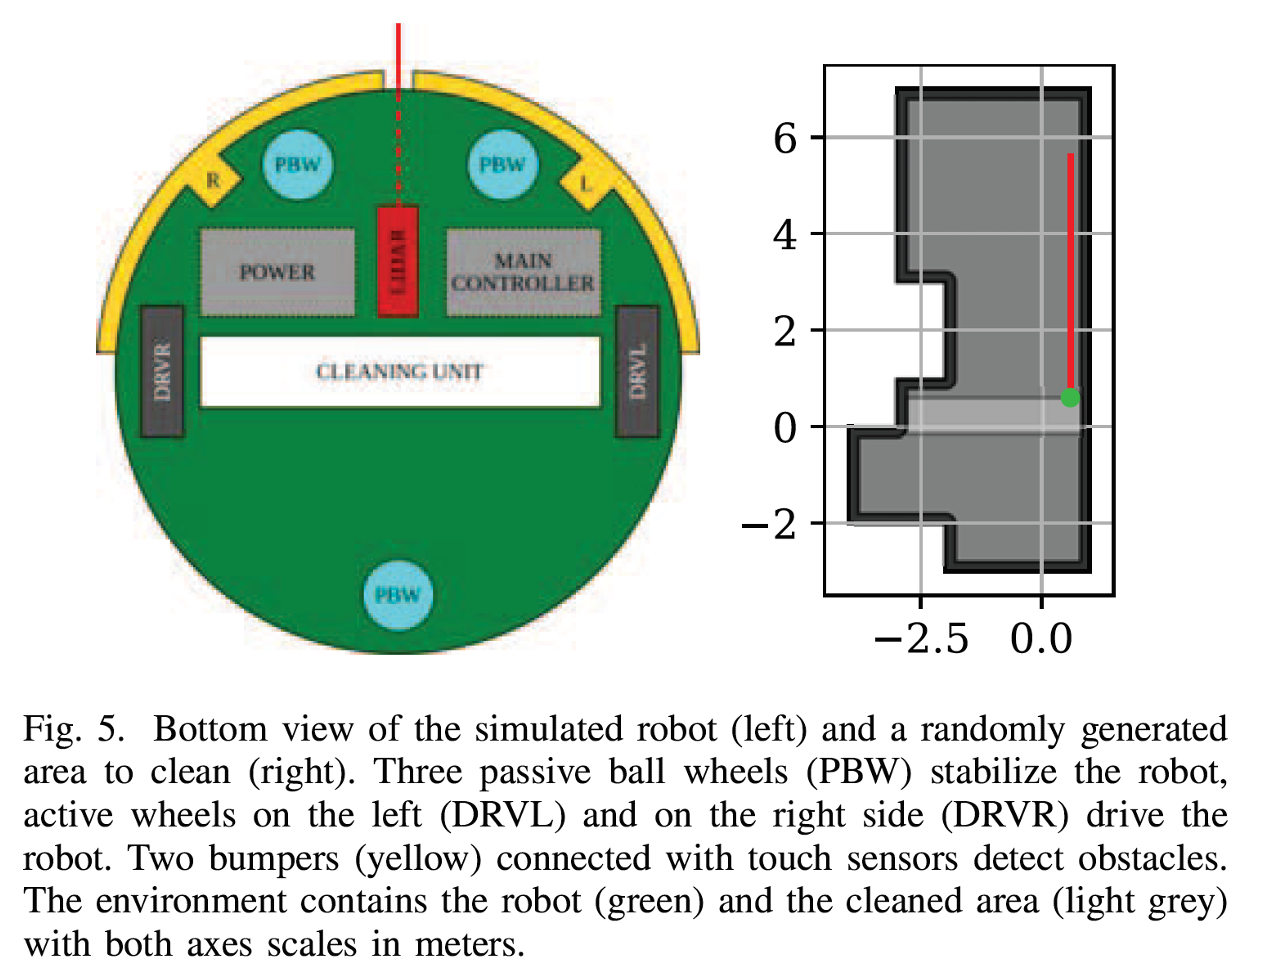 PBW
PBW
R
L
POWER
LIDAR
MAIN
CONTROLLER
DRVR
CLEANING UNIT
DRVL
PBW
6
4
2
0
−2
−2.5 0.0
Fig. 5. Bottom view of the simulated robot (left) and a randomly generated
area to clean (right). Three passive ball wheels (PBW) stabilize the robot,
active wheels on the left (DRVL) and on the right side (DRVR) drive the
robot. Two bumpers (yellow) connected with touch sensors detect obstacles.
The environment contains the robot (green) and the cleaned area (light grey)
with both axes scales in meters.